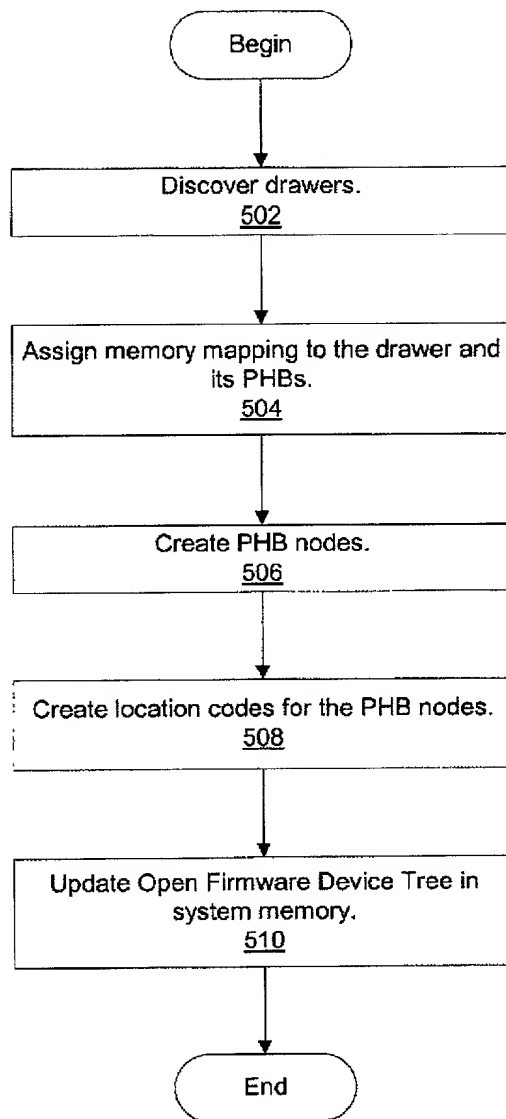 Begin
Discover drawers.
502
Assign memory mapping to the drawer and
its PHBs.
504
Create PHB nodes.
506
Create location codes for the PHB nodes.
508
Update Open Firmware Device Tree in
system memory.
510
End